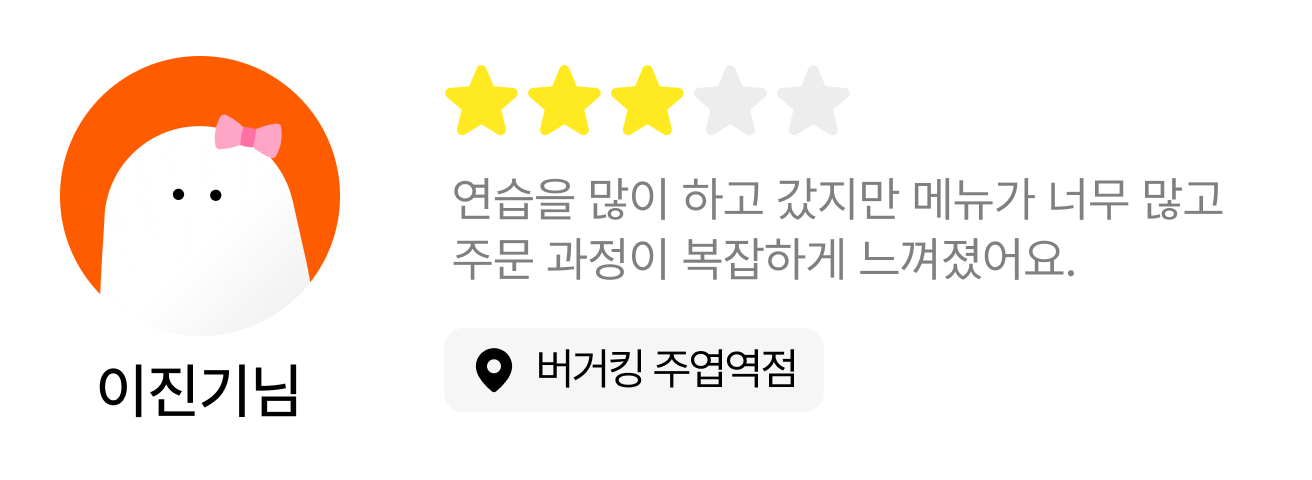 연습을 많이 하고 갔지만 메뉴가 너무 많고
주문 과정이 복잡하게 느껴졌어요.
버거킹 주엽역점
이진기님